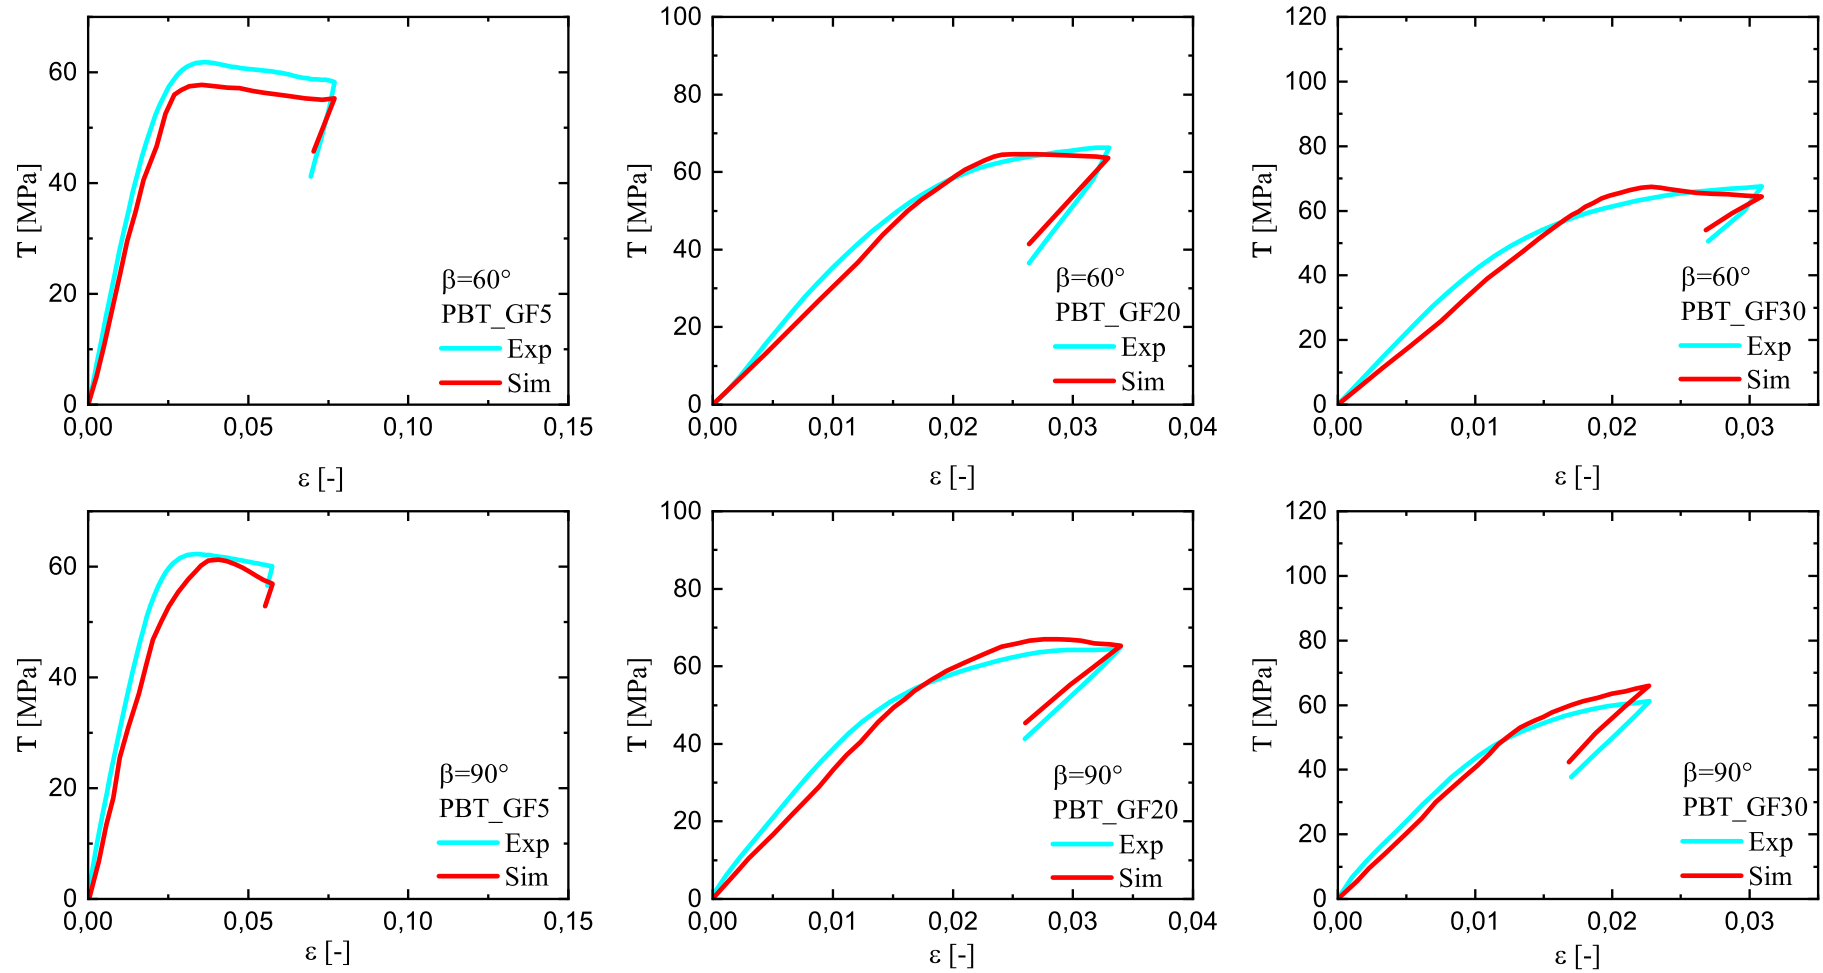 60
40
20
0
T [MPa]
0,00
0,05
0,10
0,15
ε [-]
β=60°
PBT_GF5
Exp
Sim
100
80
60
40
20
0
T [MPa]
0,00
0,01
0,02
0,03
0,04
ε [-]
β=60°
PBT_GF20
Exp
Sim
120
100
80
60
40
20
0
T [MPa]
0,00
0,01
0,02
0,03
ε [-]
β=60°
PBT_GF30
Exp
Sim
60
40
20
0
T [MPa]
0,00
0,05
0,10
0,15
ε [-]
β=90°
PBT_GF5
Exp
Sim
100
80
60
40
20
0
T [MPa]
0,00
0,01
0,02
0,03
0,04
ε [-]
β=90°
PBT_GF20
Exp
Sim
120
100
80
60
40
20
0
T [MPa]
0,00
0,01
0,02
0,03
ε [-]
β=90°
PBT_GF30
Exp
Sim